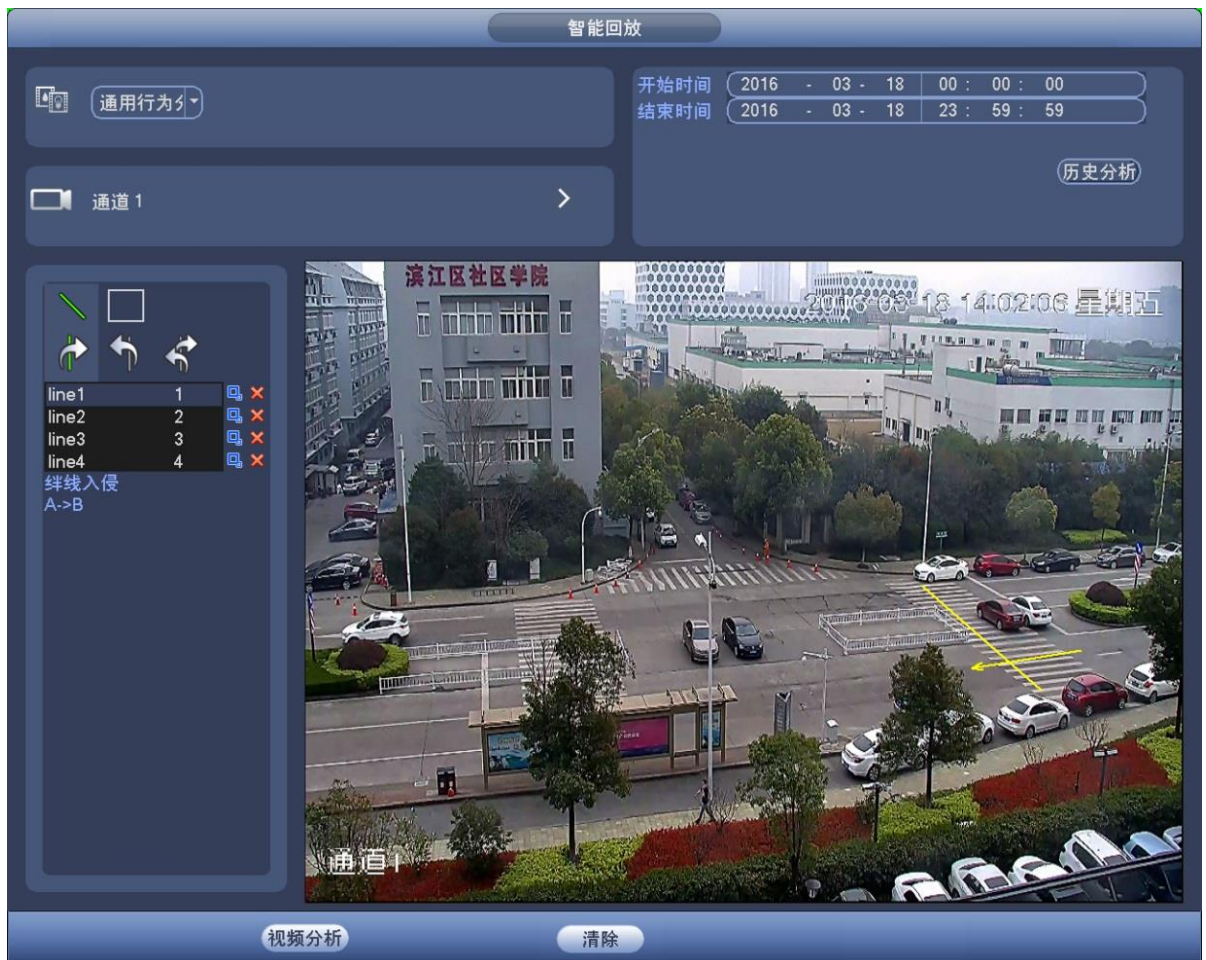 智能回放
通用行为分
开始时间 2016 - 03 - 18 00 : 00 : 00
结束时间 2016 - 03 - 18 23 : 59 : 59
历史分析
通道 1
line1 1
line2 2
line3 3
line4 4
绊线入侵
A->B
滨江区社区学院
2016-03-18 14:02:06 星期五
通道1
视频分析
清除